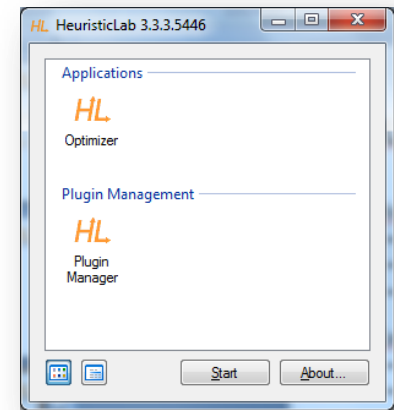 HL HeuristicLab 3.3.3.5446
Applications
HL
Optimizer
Plugin Management
HL
Plugin
Manager
Start About...